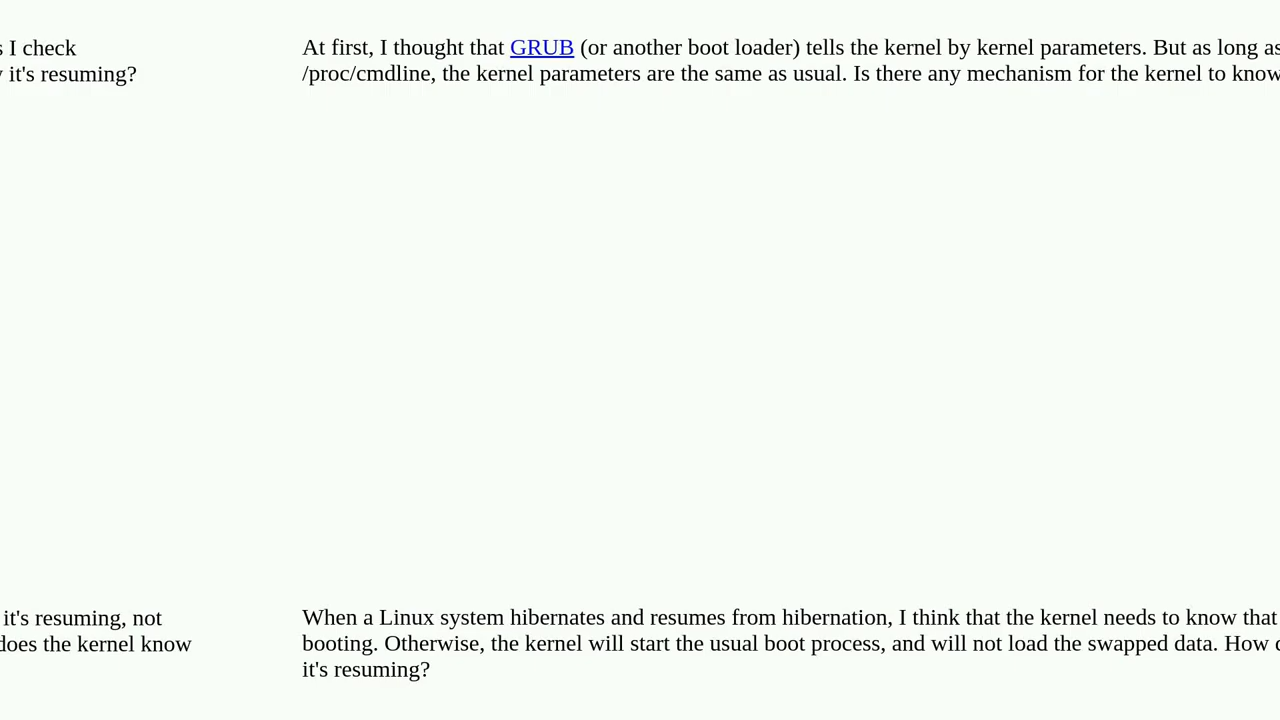 s I check
it's resuming?
At first, I thought that GRUB (or another boot loader) tells the kernel by kernel parameters. But as long as
/proc/cmdline, the kernel parameters are the same as usual. Is there any mechanism for the kernel to know
it's resuming, not
does the kernel know
When a Linux system hibernates and resumes from hibernation, I think that the kernel needs to know that
booting. Otherwise, the kernel will start the usual boot process, and will not load the swapped data. How
it's resuming?